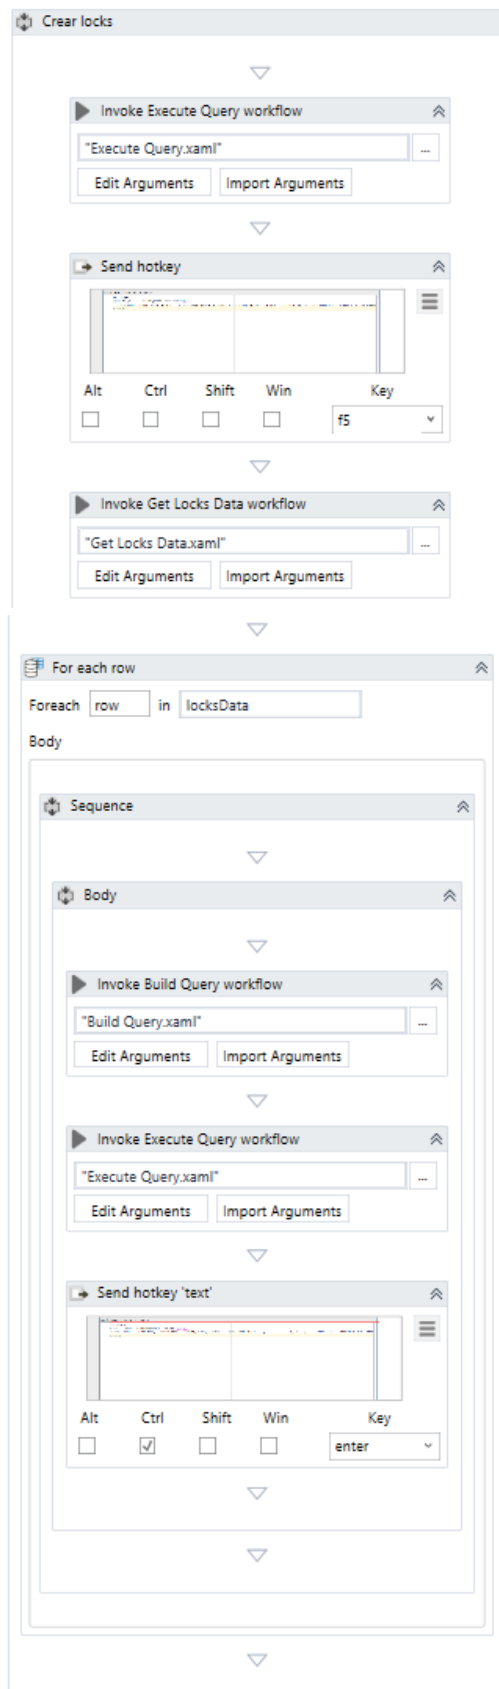 Crear locks
Invoke Execute Query workflow
"Execute Query.xaml" ...
Edit Arguments Import Arguments
Send hotkey
Alt Ctrl Shift Win Key
f5
Invoke Get Locks Data workflow
"Get Locks Data.xaml" ...
Edit Arguments Import Arguments
For each row
Foreach row in locksData
Body
Sequence
Body
Invoke Build Query workflow
"Build Query.xaml" ...
Edit Arguments Import Arguments
Invoke Execute Query workflow
"Execute Query.xaml" ...
Edit Arguments Import Arguments
Send hotkey 'text'
Alt Ctrl Shift Win Key
enter